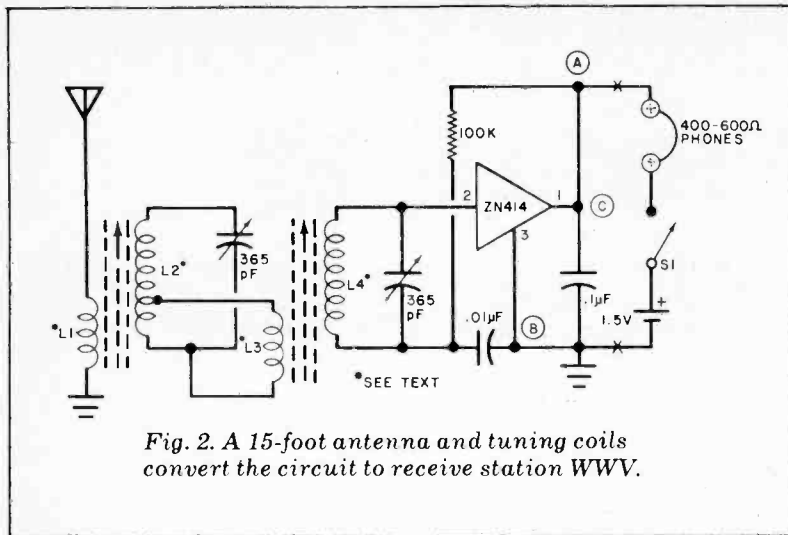 A
100K
400-600Ω
PHONES
2
ZN414
1
C
3
365
pF
L2*
*L1
L4*
365
pF
*L3
.01μF
B
.1μF
S1
+
1.5V
*SEE TEXT
Fig. 2. A 15-foot antenna and tuning coils
convert the circuit to receive station WWV.